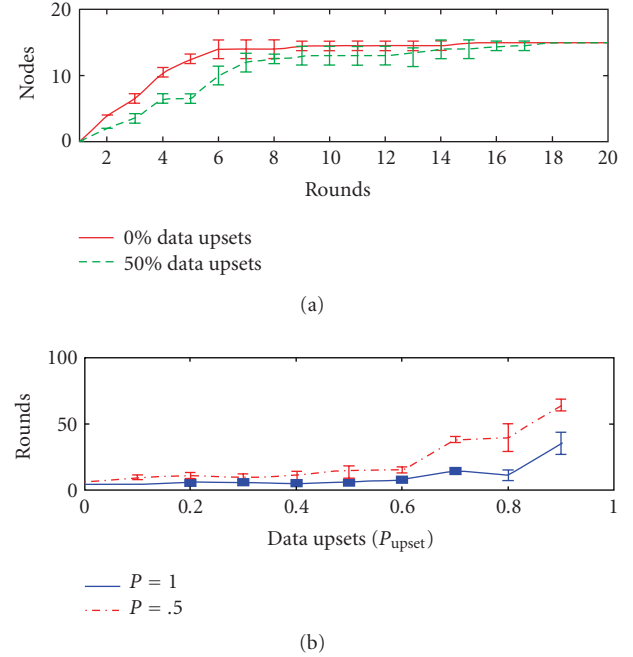 20
10
0
Nodes
2 4 6 8 10 12 14 16 18 20
Rounds
0% data upsets
50% data upsets
(a)
100
50
0
Rounds
0 0.2 0.4 0.6 0.8 1
Data upsets (Pupset)
P = 1
P = .5
(b)